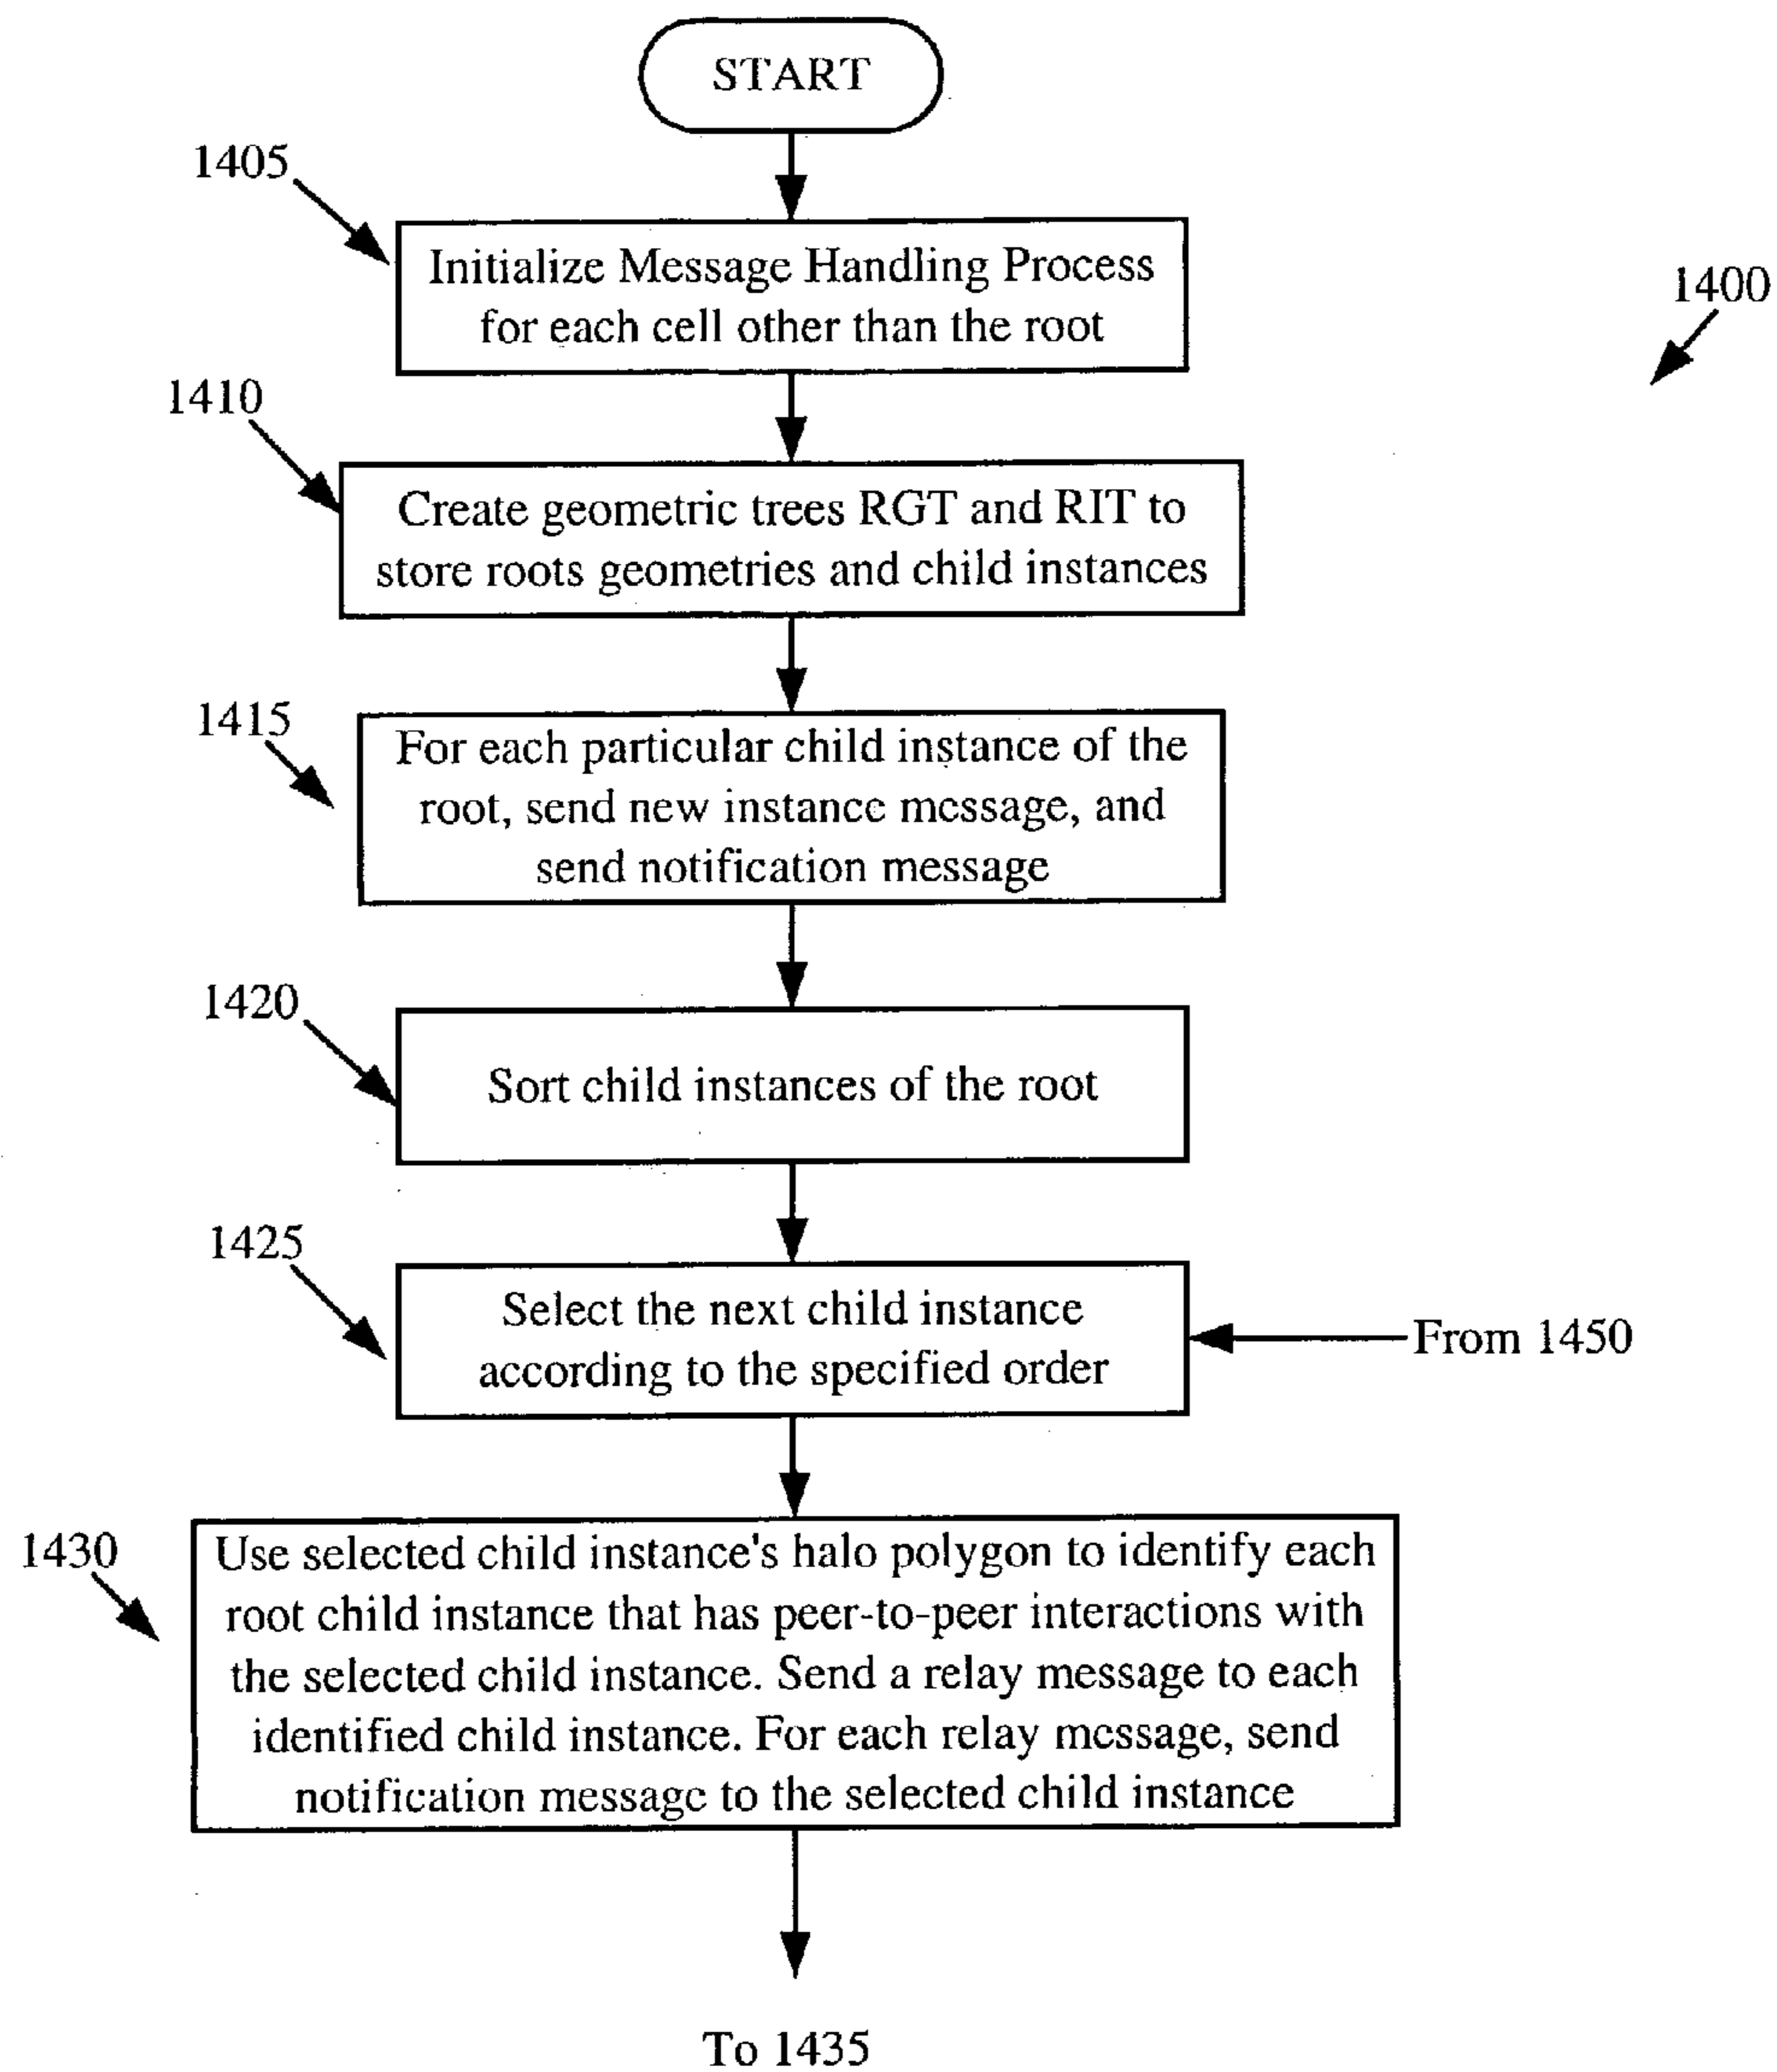 START
1405
Initialize Message Handling Process
for each cell other than the root
1400
1410
Create geometric trees RGT and RIT to
store roots geometries and child instances
1415
For each particular child instance of the
root, send new instance message, and
send notification message
1420
Sort child instances of the root
1425
Select the next child instance
according to the specified order
From 1450
1430
Use selected child instance's halo polygon to identify each
root child instance that has peer-to-peer interactions with
the selected child instance. Send a relay message to each
identified child instance. For each relay message, send
notification message to the selected child instance
To 1435